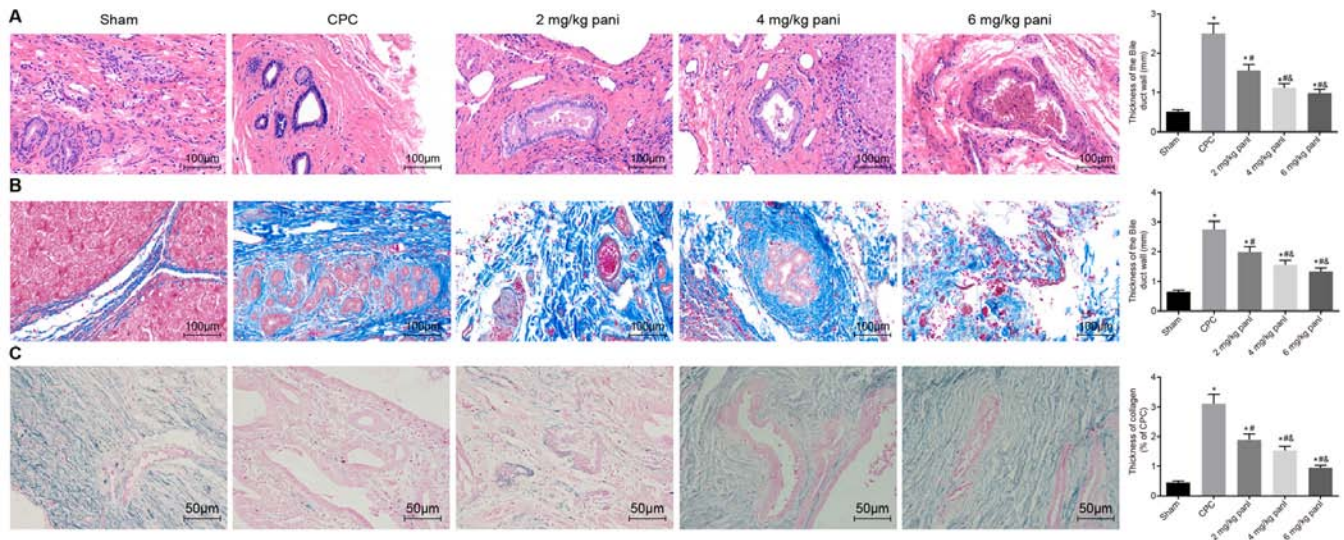 A
Sham
CPC
2 mg/kg pani
4 mg/kg pani
6 mg/kg pani
100μm
100μm
100μm
100μm
100μm
Thickness of the Bile
duct wall (mm)
3
2
1
0
*
*#
*#&
*#&
Sham
CPC
2 mg/kg pani
4 mg/kg pani
6 mg/kg pani
B
100μm
100μm
100μm
100μm
100μm
Thickness of the Bile
duct wall (mm)
4
3
2
1
0
*
*#
*#&
*#&
Sham
CPC
2 mg/kg pani
4 mg/kg pani
6 mg/kg pani
C
50μm
50μm
50μm
50μm
50μm
Thickness of collagen
(% of CPC)
4
3
2
1
0
*
*#
*#&
*#&
Sham
CPC
2 mg/kg pani
4 mg/kg pani
6 mg/kg pani